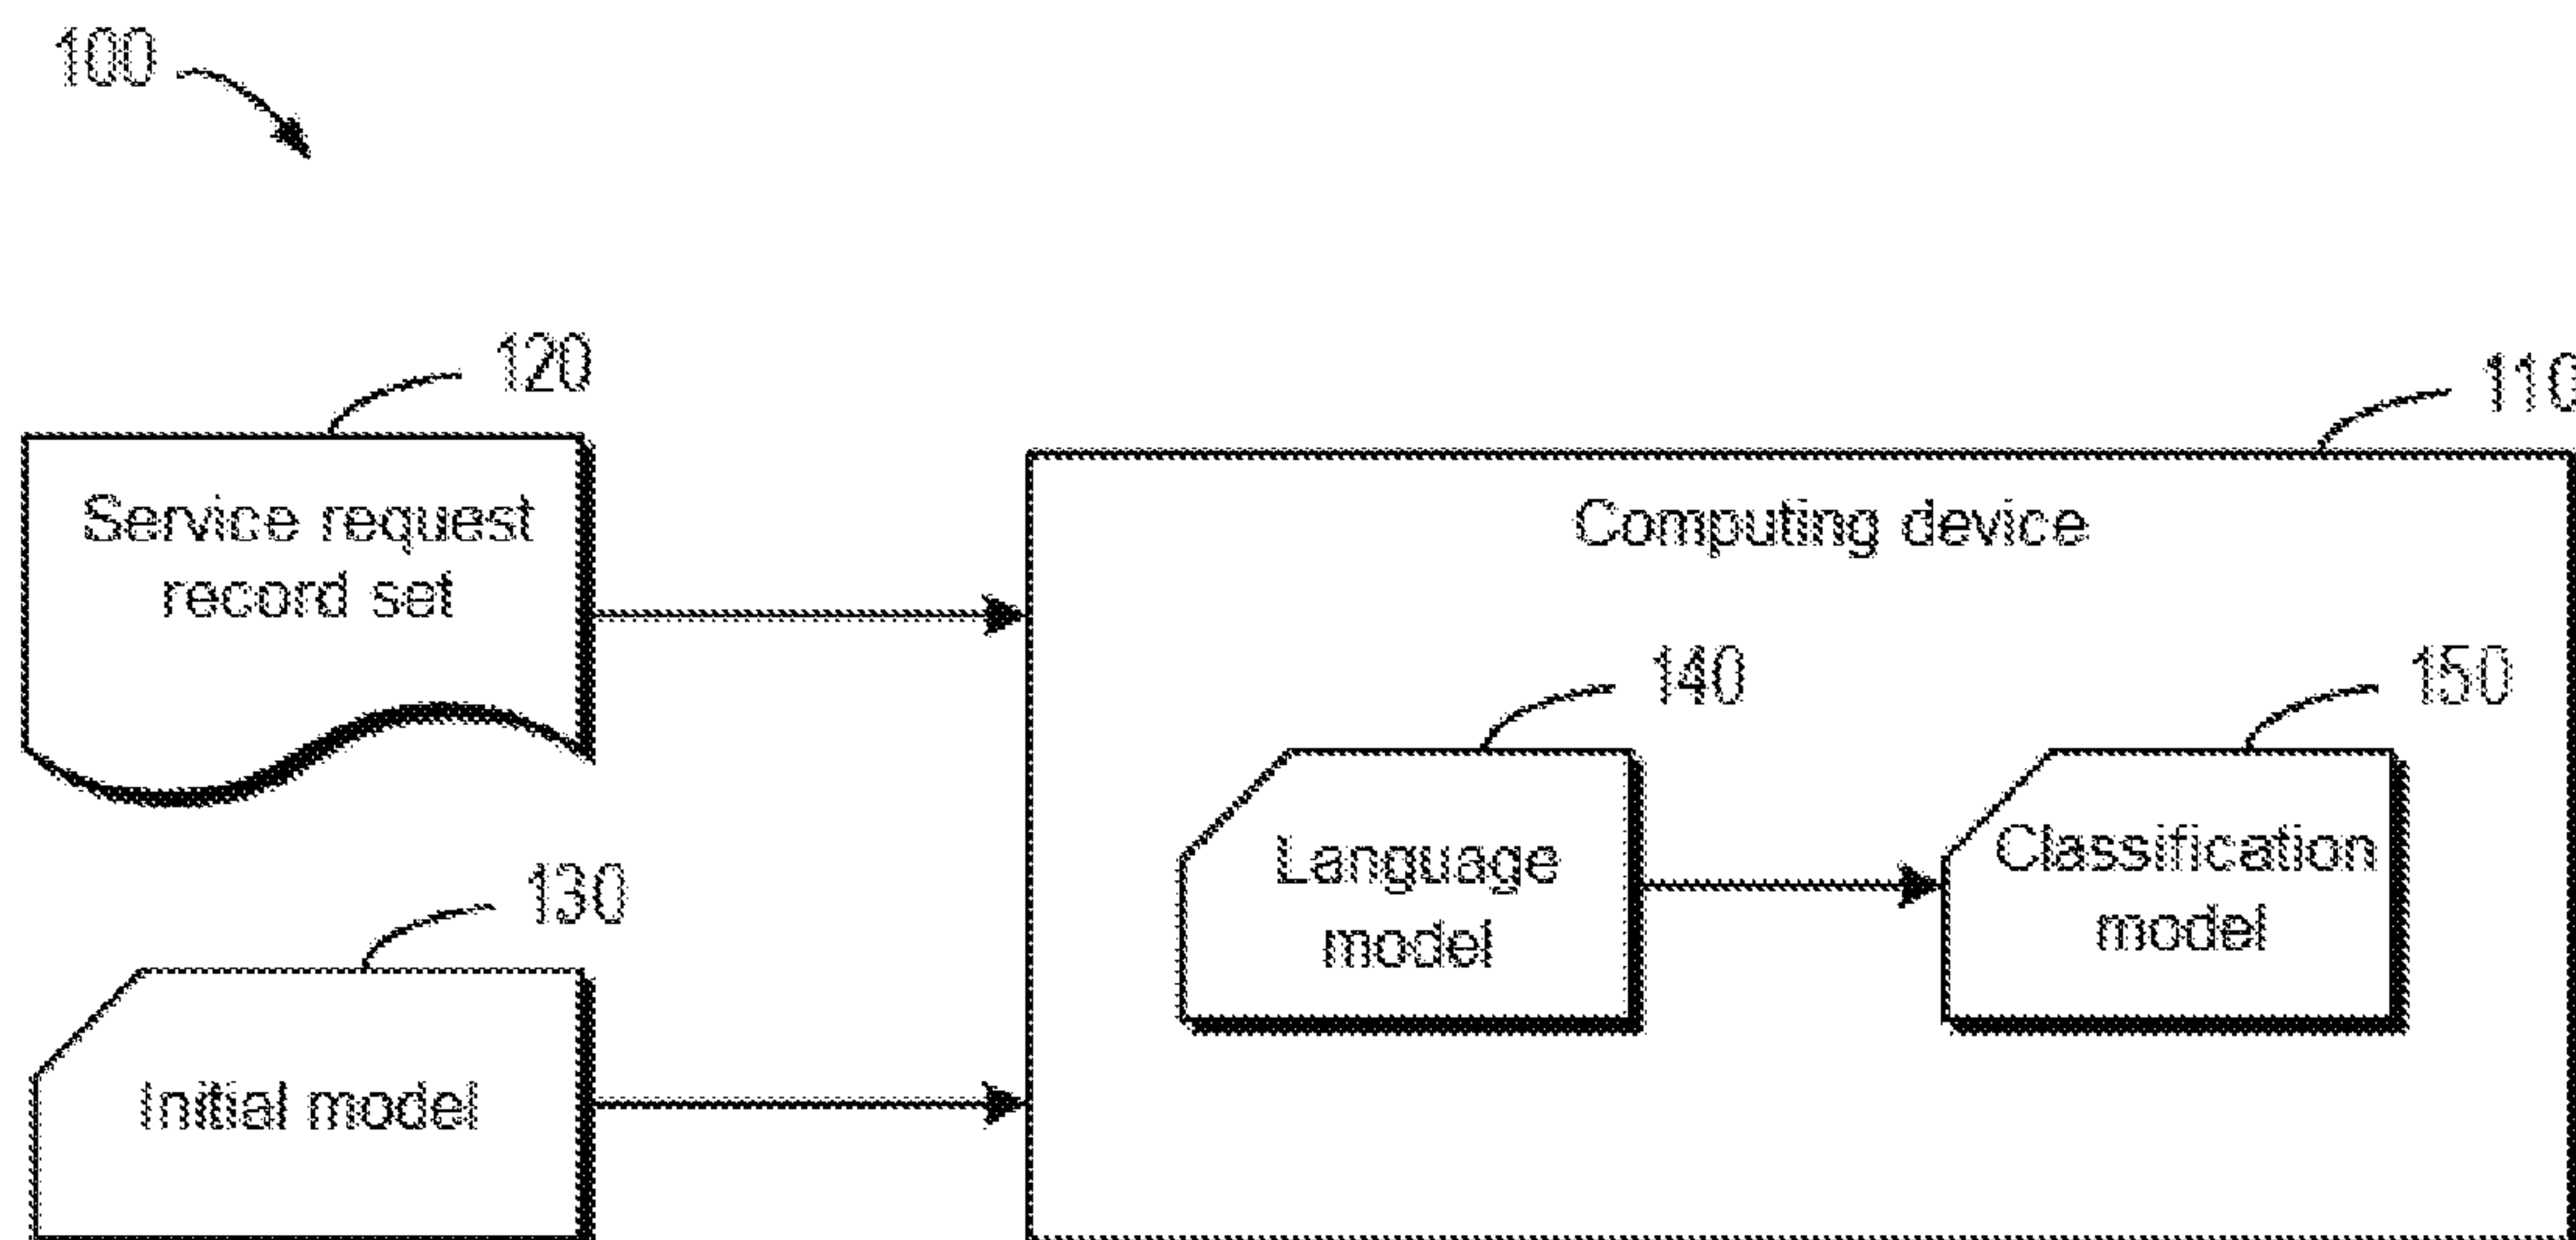 100
120
110
Service request
record set
Computing device
140
150
Language
model
Classification
model
130
Initial model